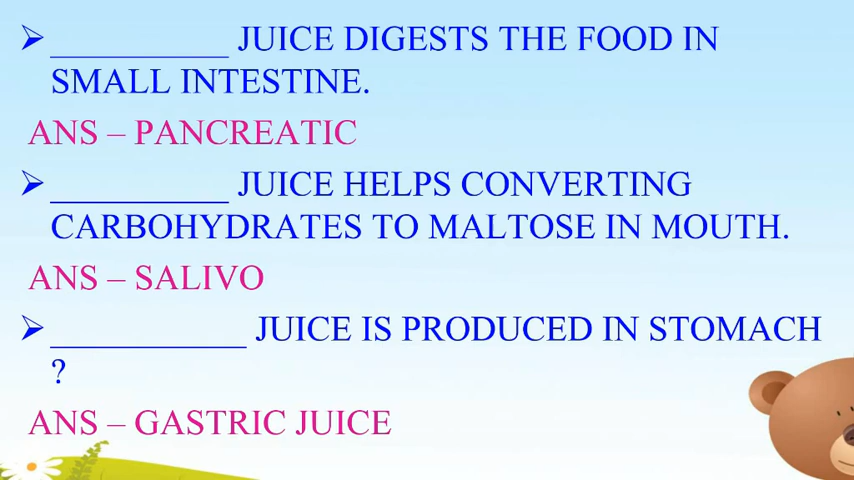 ➢ __________ JUICE DIGESTS THE FOOD IN
SMALL INTESTINE.
ANS – PANCREATIC
➢ __________ JUICE HELPS CONVERTING
CARBOHYDRATES TO MALTOSE IN MOUTH.
ANS – SALIVO
➢ ___________ JUICE IS PRODUCED IN STOMACH
?
ANS – GASTRIC JUICE